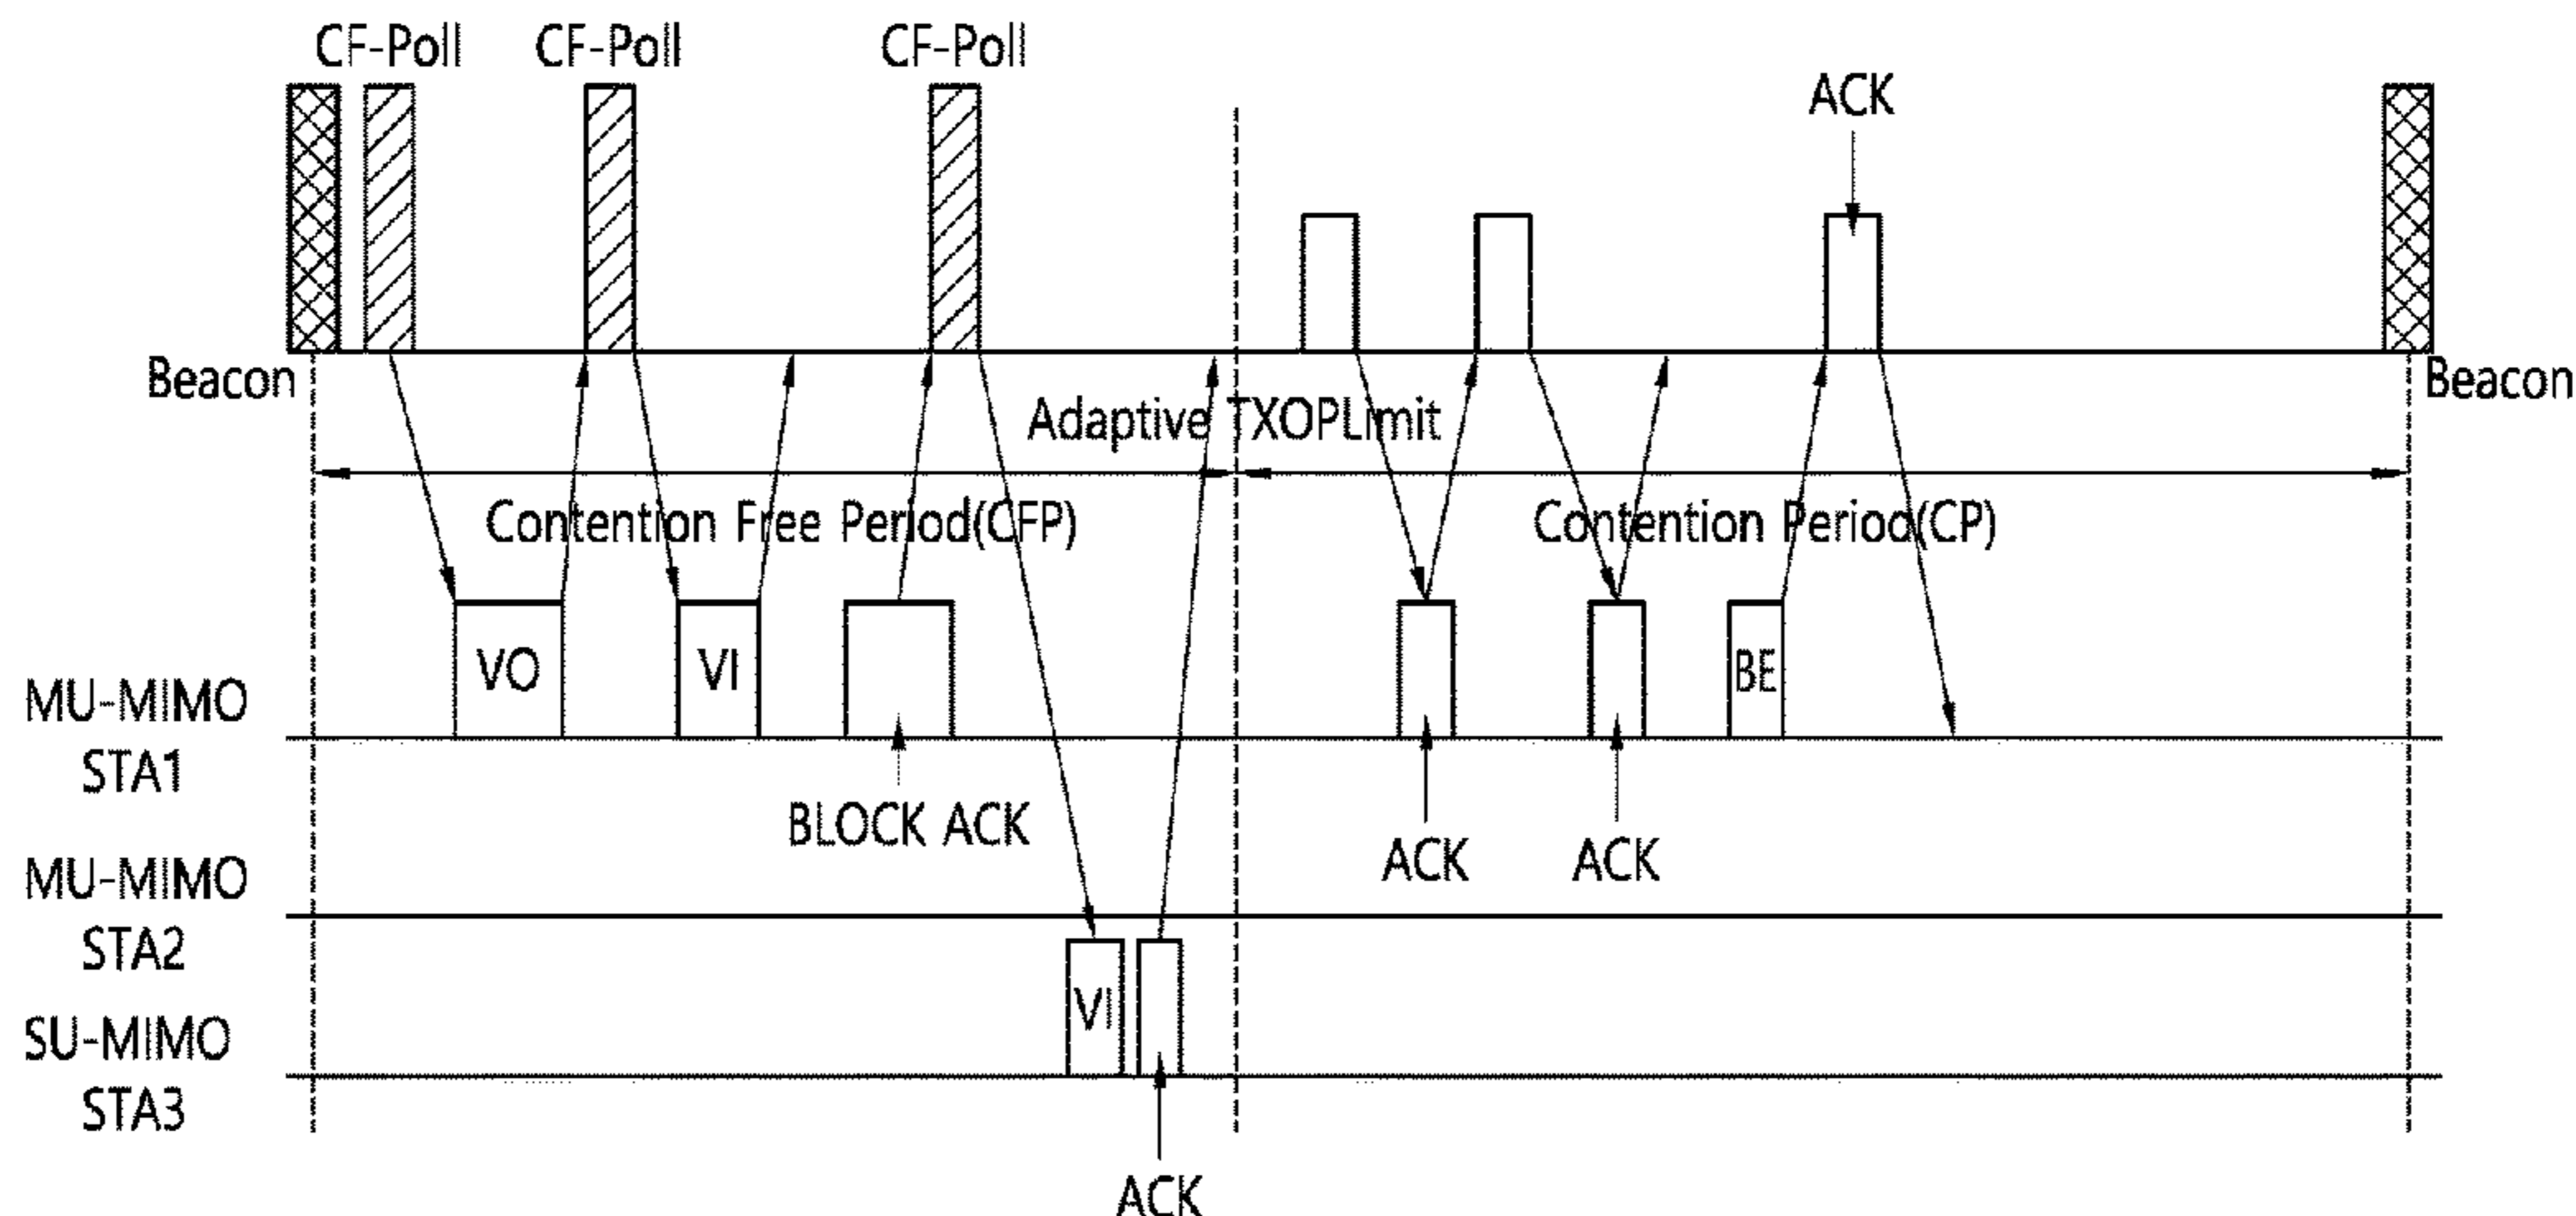 CF-Poll CF-Poll CF-Poll
ACK
Beacon Beacon
Adaptive TXOPLimit
Contention Free Period(CFP) Contention Period(CP)
VO VI BE
MU-MIMO
STA1
BLOCK ACK
ACK ACK
MU-MIMO
STA2
VI
SU-MIMO
STA3
ACK